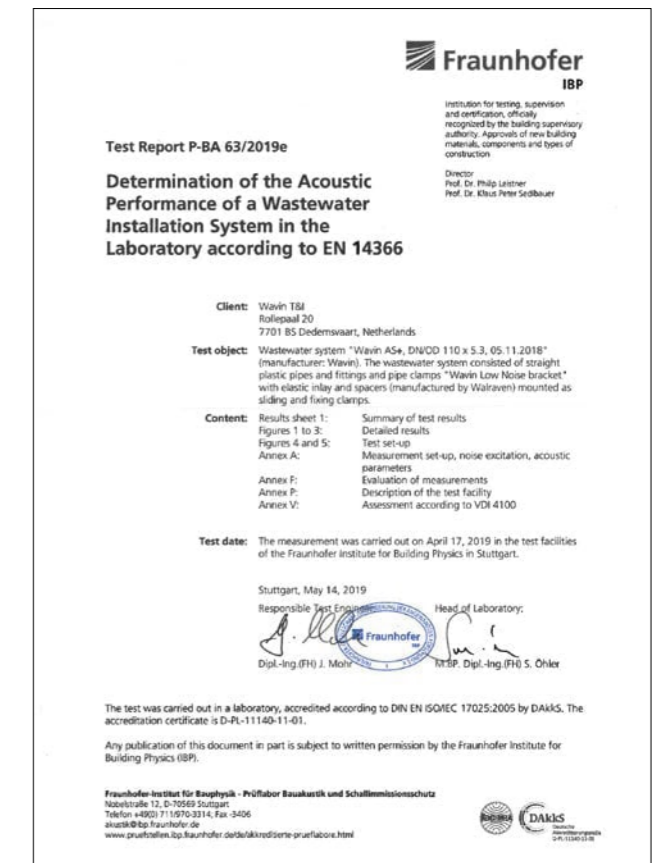 Fraunhofer
IBP
Institution for testing, supervision
and certification, officially
recognized by the building supervisory
authority. Approvals of new building
materials, components and types of
construction
Director
Prof. Dr. Philip Leistner
Prof. Dr. Klaus Peter Sedlbauer
Test Report P-BA 63/2019e
Determination of the Acoustic
Performance of a Wastewater
Installation System in the
Laboratory according to EN 14366
Client: Wavin T&I
Rollepaal 20
7701 BS Dedemsvaart, Netherlands
Test object: Wastewater system "Wavin AS+, DN/OD 110 x 5.3, 05.11.2018"
(manufacturer: Wavin). The wastewater system consisted of straight
plastic pipes and fittings and pipe clamps "Wavin Low Noise bracket"
with elastic inlay and spacers (manufactured by Walraven) mounted as
sliding and fixing clamps.
Content: Results sheet 1: Summary of test results
Figures 1 to 3: Detailed results
Figures 4 and 5: Test set-up
Annex A: Measurement set-up, noise excitation, acoustic
parameters
Annex F: Evaluation of measurements
Annex P: Description of the test facility
Annex V: Assessment according to VDI 4100
Test date: The measurement was carried out on April 17, 2019 in the test facilities
of the Fraunhofer Institute for Building Physics in Stuttgart.
Stuttgart, May 14, 2019
Responsible Test Engineer: Head of Laboratory:
Fraunhofer
IBP
Dipl.-Ing.(FH) J. Mohr M.BP. Dipl.-Ing.(FH) S. Öhler
The test was carried out in a laboratory, accredited according to DIN EN ISO/IEC 17025:2005 by DAkkS. The
accreditation certificate is D-PL-11140-11-01.
Any publication of this document in part is subject to written permission by the Fraunhofer Institute for
Building Physics (IBP).
Fraunhofer-Institut für Bauphysik - Prüflabor Bauakustik und Schallimmissionsschutz
Nobelstraße 12, D-70569 Stuttgart
Telefon +49(0) 711/970-3314; Fax -3406
akustik@ibp.fraunhofer.de
www.pruefstellen.ibp.fraunhofer.de/de/akkreditierte-prueflabore.html
DAkkS
Deutsche
Akkreditierungsstelle
D-PL-11140-11-01